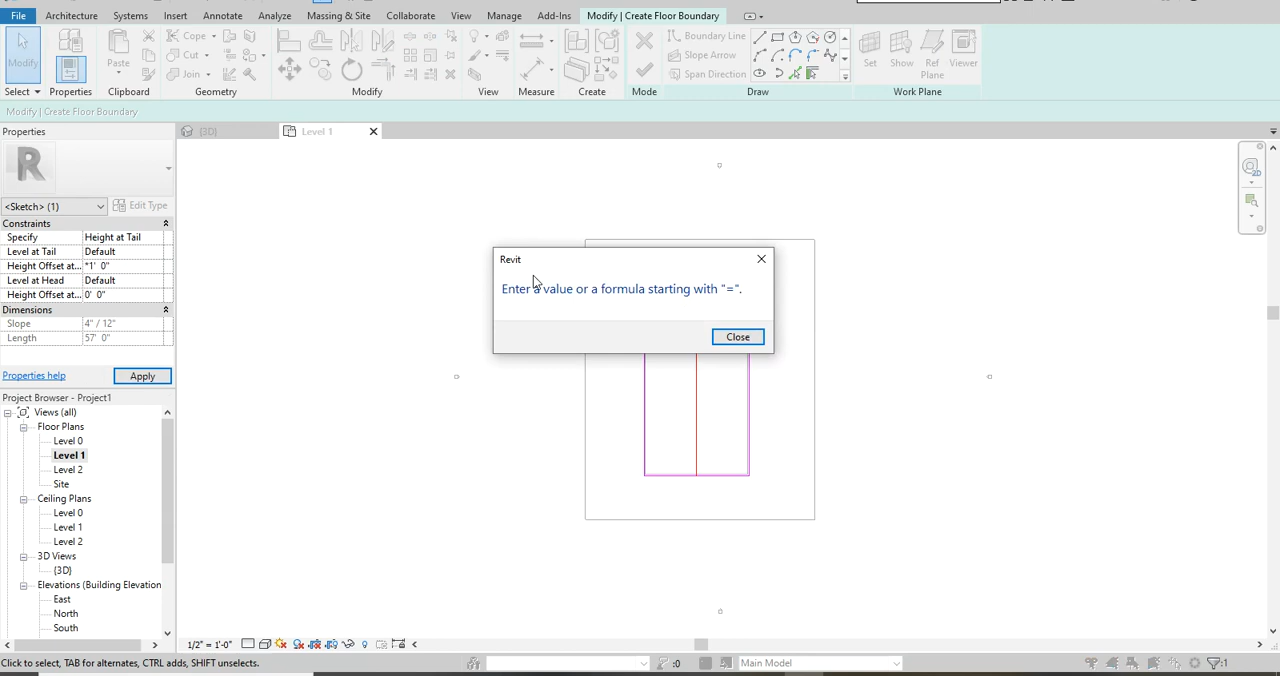 File Architecture Systems Insert Annotate Analyze Massing & Site Collaborate View Manage Add-Ins Modify | Create Floor Boundary
Modify
Properties
Paste
Cope
Cut
Join
Boundary Line
Slope Arrow
Span Direction
Set Show Ref Plane Viewer
Select Properties Clipboard Geometry Modify View Measure Create Mode Draw Work Plane
Modify | Create Floor Boundary
Properties
{3D}
Level 1
R
<Sketch> (1)
Edit Type
Constraints
Specify Height at Tail
Level at Tail Default
Height Offset at... *1' 0"
Level at Head Default
Height Offset at... 0' 0"
Dimensions
Slope 4" / 12"
Length 57' 0"
Properties help
Apply
Project Browser - Project1
Views (all)
Floor Plans
Level 0
Level 1
Level 2
Site
Ceiling Plans
Level 0
Level 1
Level 2
3D Views
{3D}
Elevations (Building Elevation
East
North
South
Revit
Enter a value or a formula starting with "=".
Close
2D
1/2" = 1'-0"
Click to select, TAB for alternates, CTRL adds, SHIFT unselects.
:0
Main Model
:1